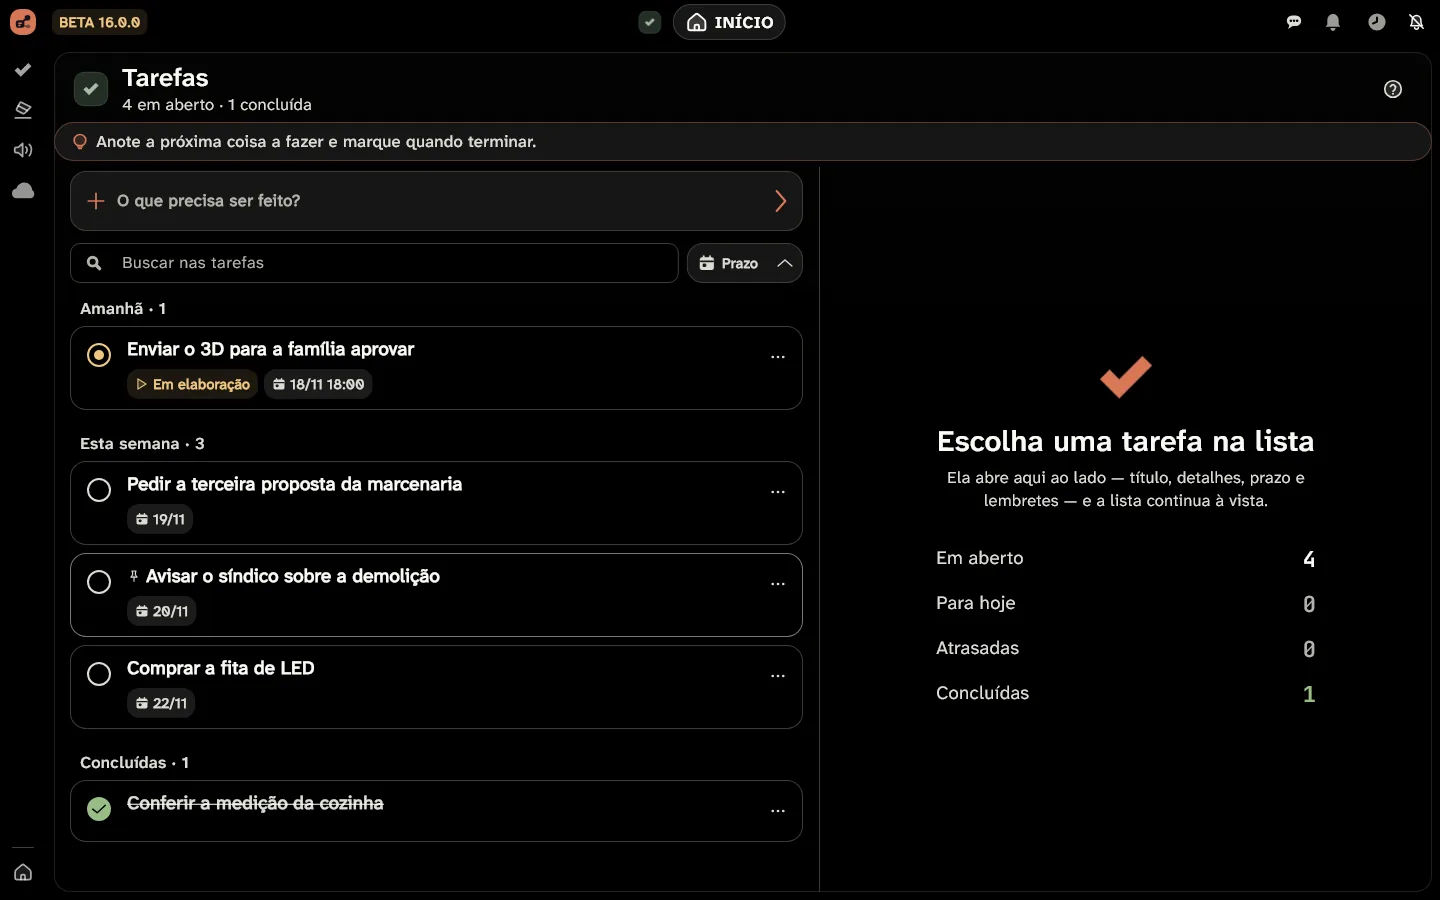 BETA 16.0.0
INÍCIO
Tarefas
4 em aberto · 1 concluída
Anote a próxima coisa a fazer e marque quando terminar.
O que precisa ser feito?
Buscar nas tarefas
Prazo
Amanhã · 1
Enviar o 3D para a família aprovar
Em elaboração
18/11 18:00
Esta semana · 3
Pedir a terceira proposta da marcenaria
19/11
Avisar o síndico sobre a demolição
20/11
Comprar a fita de LED
22/11
Concluídas · 1
Conferir a medição da cozinha
Escolha uma tarefa na lista
Ela abre aqui ao lado — título, detalhes, prazo e
lembretes — e a lista continua à vista.
Em aberto 4
Para hoje 0
Atrasadas 0
Concluídas 1